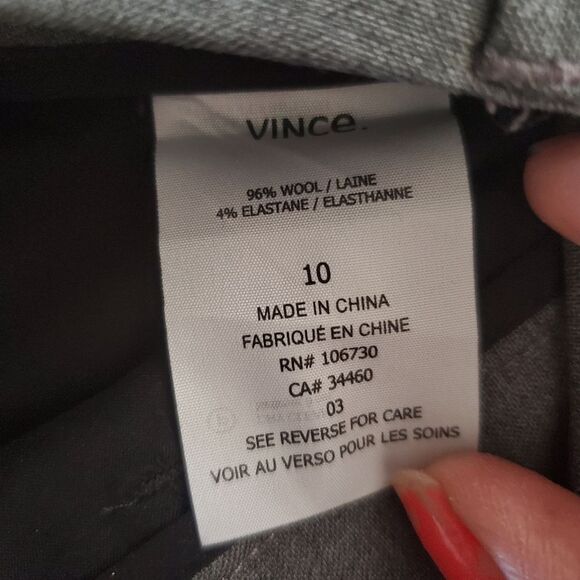 VINCE.
96% WOOL / LAINE
4% ELASTANE / ELASTHANNE
10
MADE IN CHINA
FABRIQUÉ EN CHINE
RN# 106730
CA# 34460
03
SEE REVERSE FOR CARE
VOIR AU VERSO POUR LES SOINS